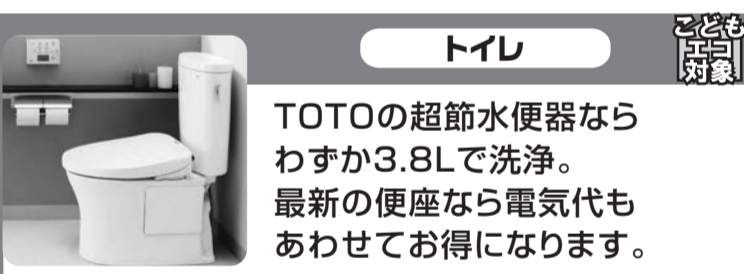 トイレ
こども
エコ
対象
TOTOの超節水便器なら
わずか3.8Lで洗浄。
最新の便座なら電気代も
あわせてお得になります。